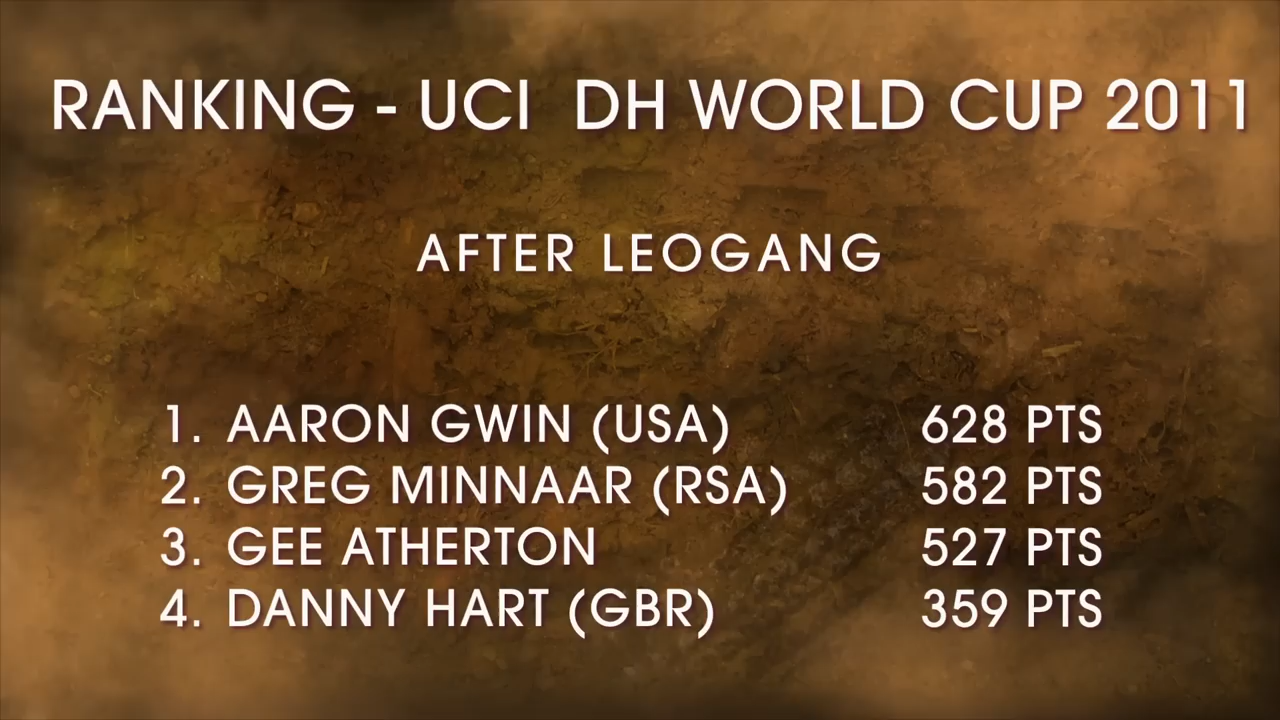 RANKING - UCI  DH WORLD CUP 2011
AFTER LEOGANG
1. AARON GWIN (USA) 628 PTS
2. GREG MINNAAR (RSA) 582 PTS
3. GEE ATHERTON 527 PTS
4. DANNY HART (GBR) 359 PTS